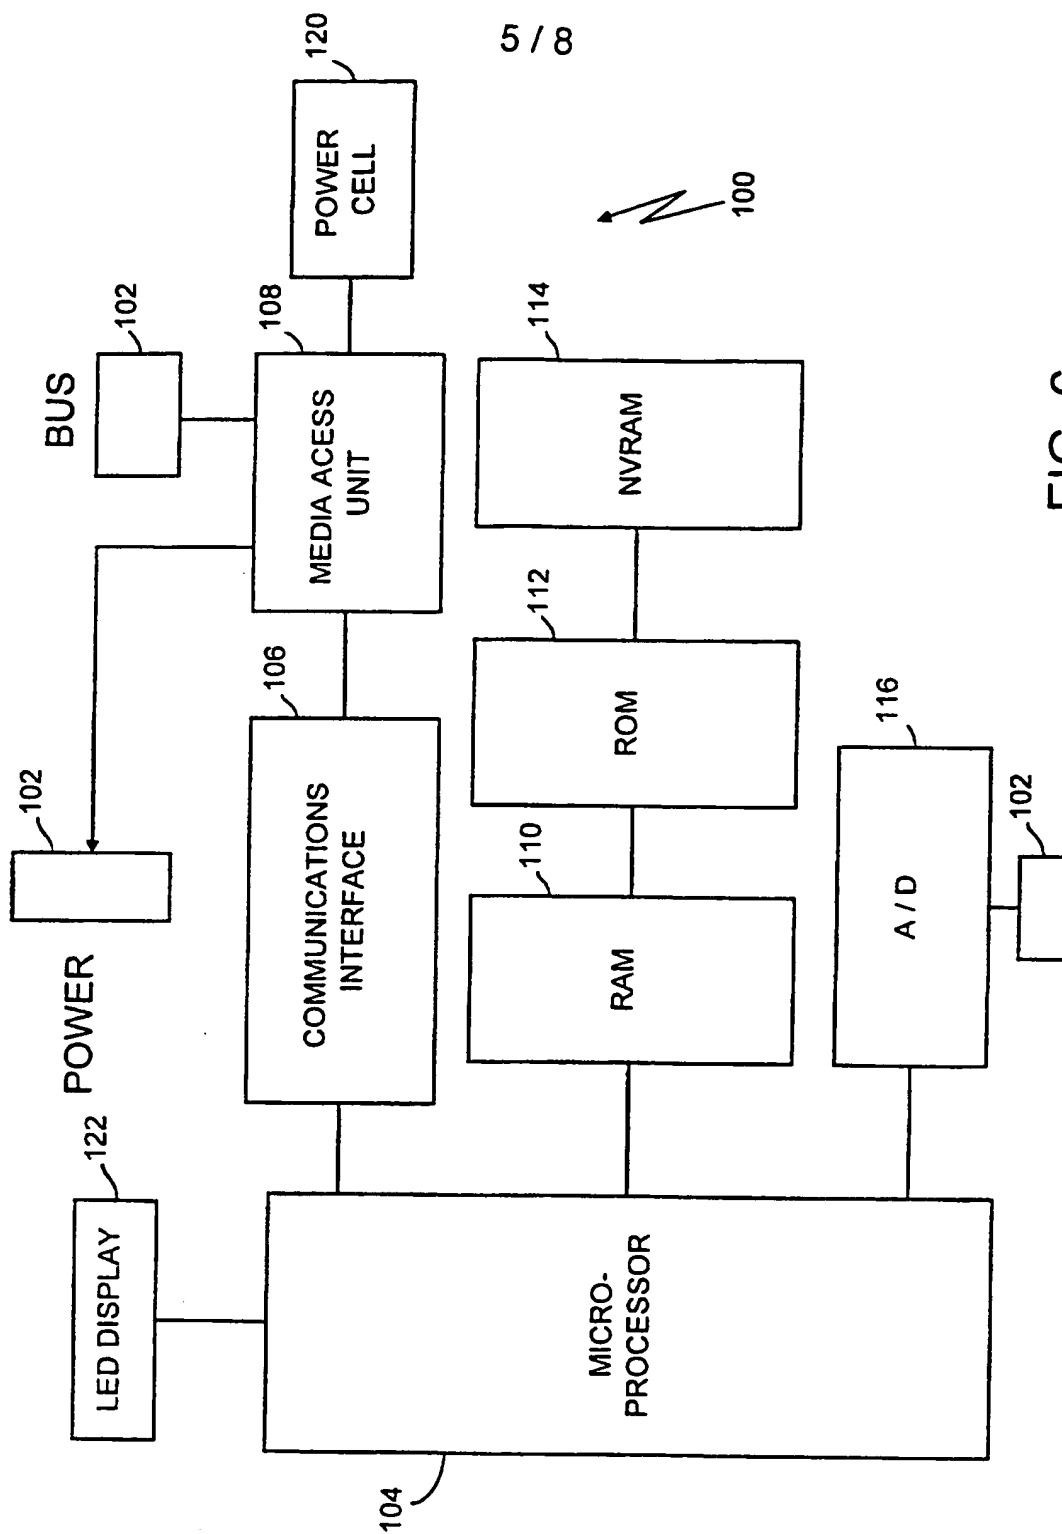 5 / 8
POWER
102
BUS
102
120
122
LED DISPLAY
106
COMMUNICATIONS
INTERFACE
108
MEDIA ACESS
UNIT
POWER
CELL
104
MICRO-
PROCESSOR
110
RAM
112
ROM
114
NVRAM
100
116
A / D
102
FIG.